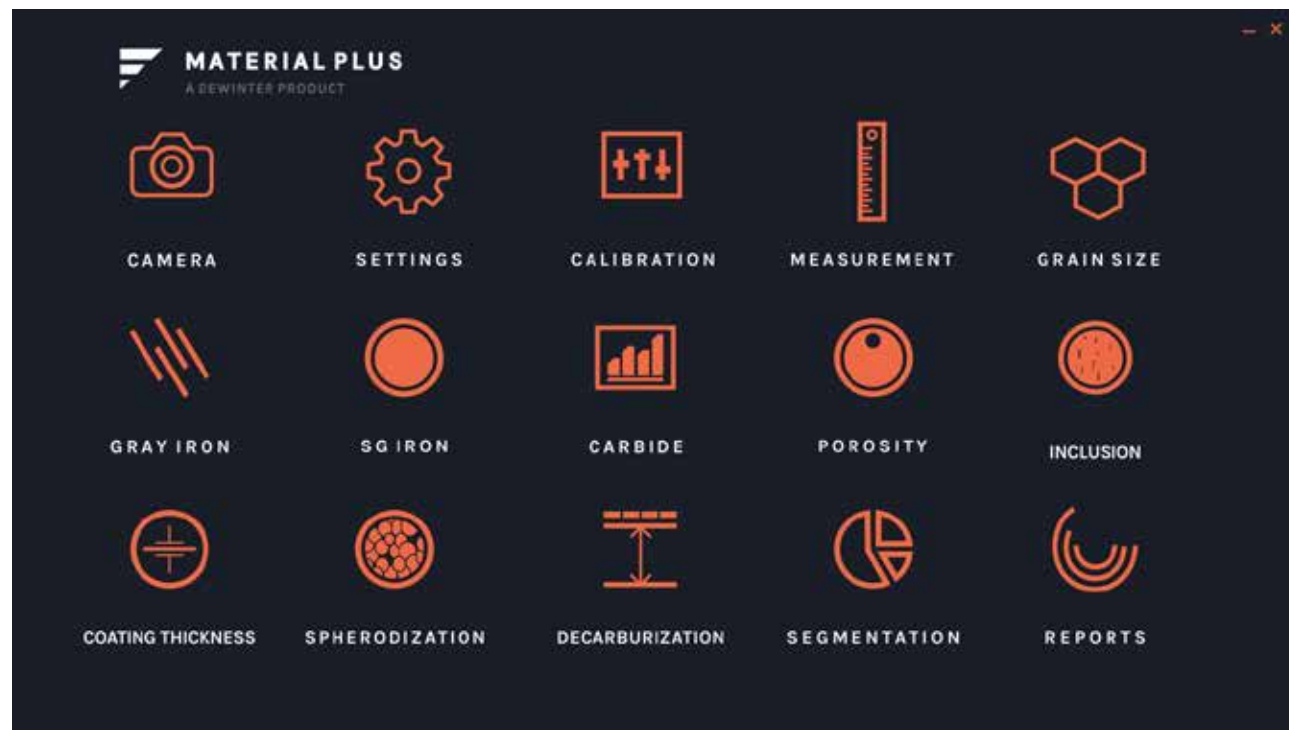 MATERIAL PLUS
A DEWINTER PRODUCT
CAMERA
SETTINGS
CALIBRATION
MEASUREMENT
GRAIN SIZE
GRAY IRON
SG IRON
CARBIDE
POROSITY
INCLUSION
COATING THICKNESS
SPHERODIZATION
DECARBURIZATION
SEGMENTATION
REPORTS